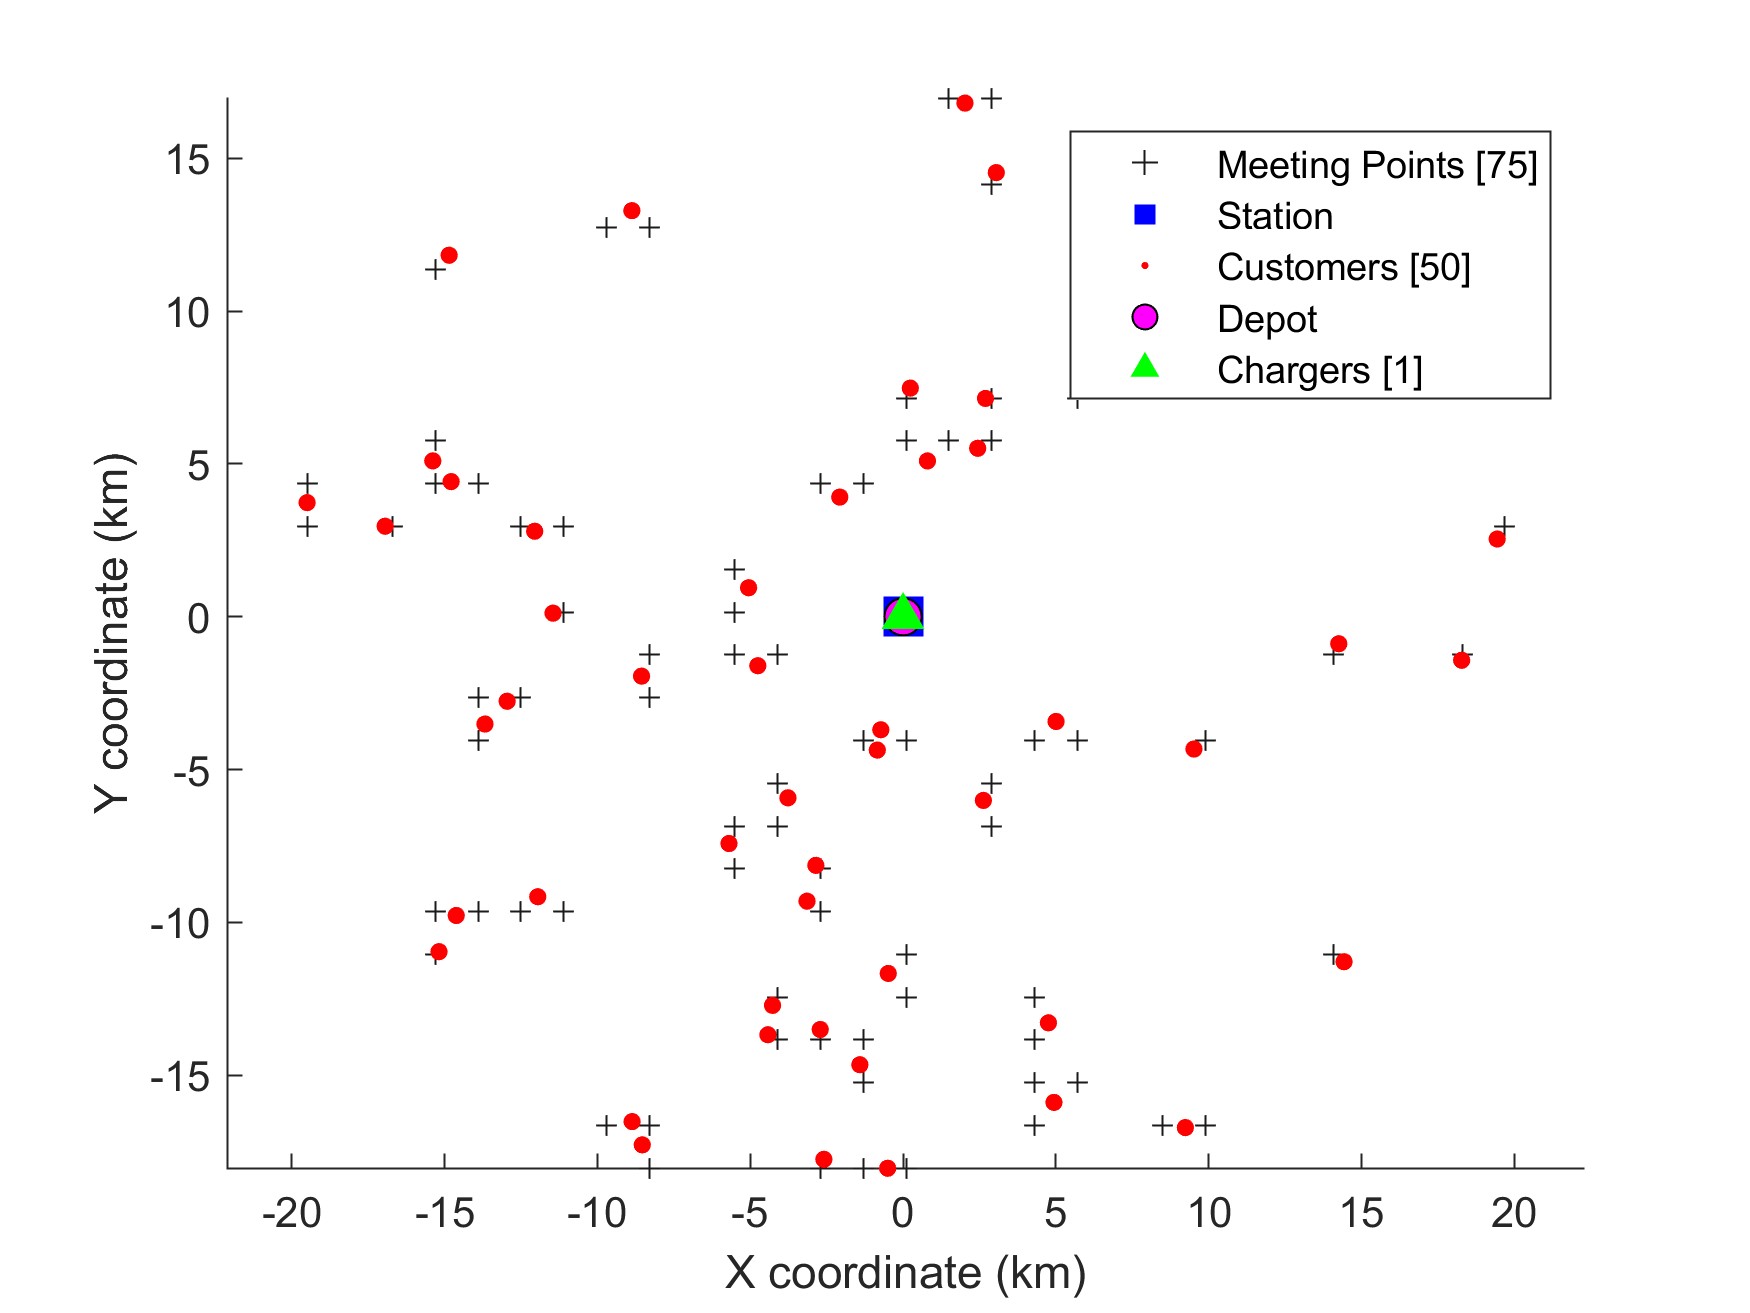 15
10
5
0
-5
-10
-15
Y coordinate (km)
Meeting Points [75]
Station
Customers [50]
Depot
Chargers [1]
-20 -15 -10 -5 0 5 10 15 20
X coordinate (km)